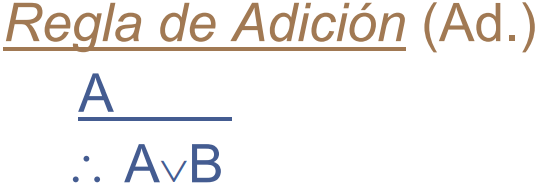 Regla de Adición (Ad.)
A
∴ A∨B